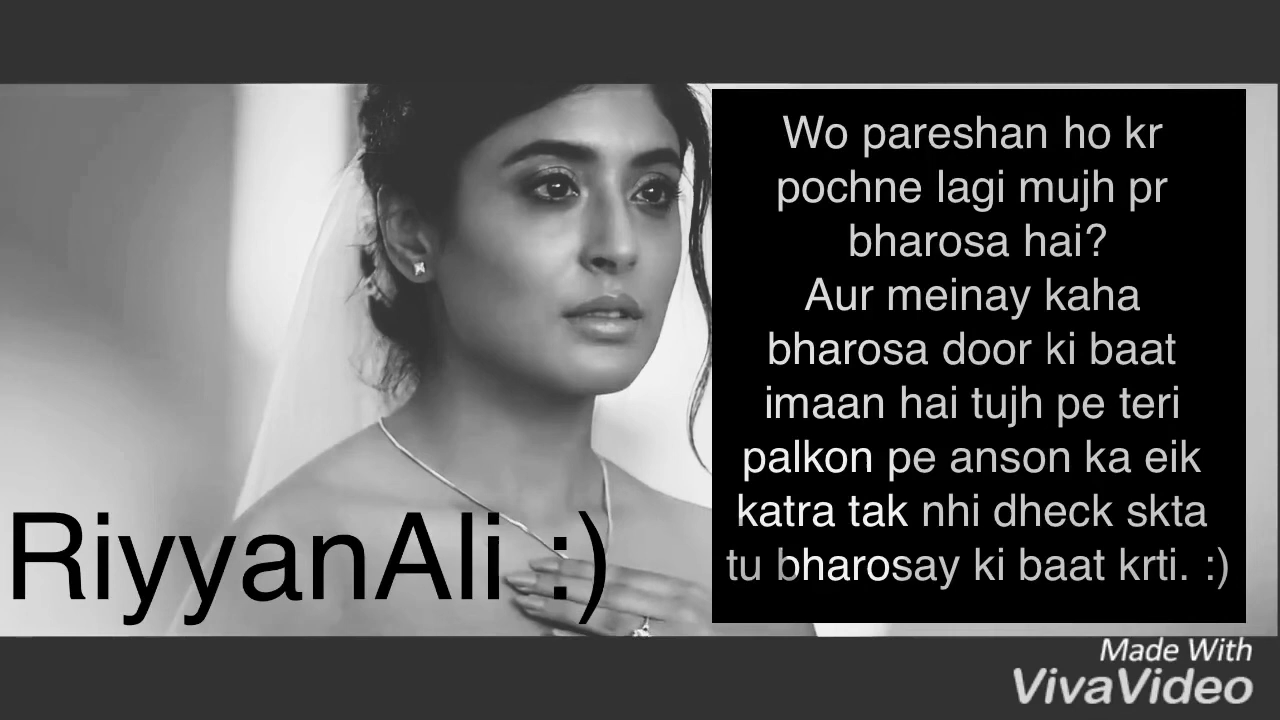 Wo pareshan ho kr
pochne lagi mujh pr
bharosa hai?
Aur meinay kaha
bharosa door ki baat
imaan hai tujh pe teri
palkon pe anson ka eik
katra tak nhi dheck skta
tu bharosay ki baat krti. :)
RiyyanAli :)
Made With
VivaVideo